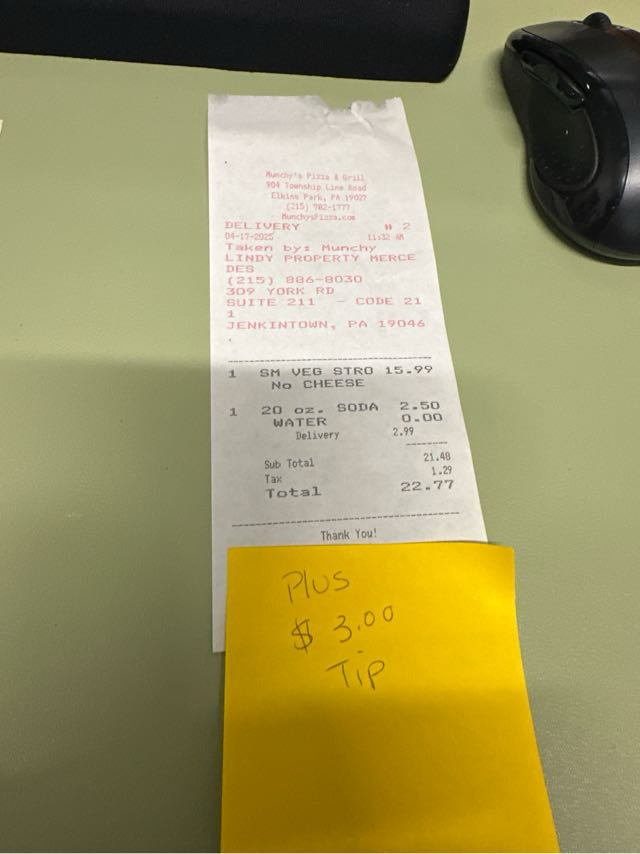 Munchy's Pizza & Grill
904 Township Line Road
Elkins Park, PA 19027
(215) 782-1777
MunchysPizza.com
DELIVERY # 2
04-17-2025 11:32 AM
Taken by: Munchy
LINDY PROPERTY MERCE
DES
(215) 886-8030
309 YORK RD
SUITE 211 - CODE 21
1
JENKINTOWN, PA 19046
.
1 SM VEG STRO 15.99
No CHEESE
1 20 oz. SODA 2.50
WATER 0.00
Delivery 2.99
Sub Total 21.48
Tax 1.29
Total 22.77
Thank You!
Plus
$ 3.00
Tip